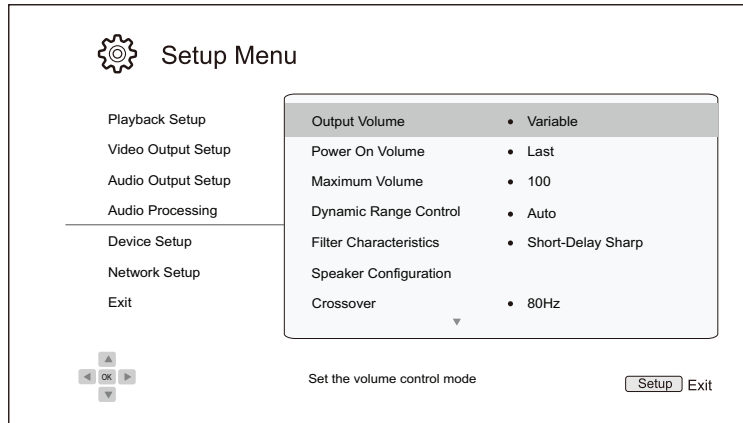 Setup Menu
Playback Setup
Video Output Setup
Audio Output Setup
Audio Processing
Device Setup
Network Setup
Exit
Output Volume • Variable
Power On Volume • Last
Maximum Volume • 100
Dynamic Range Control • Auto
Filter Characteristics • Short-Delay Sharp
Speaker Configuration
Crossover • 80Hz
OK
Set the volume control mode
Setup Exit